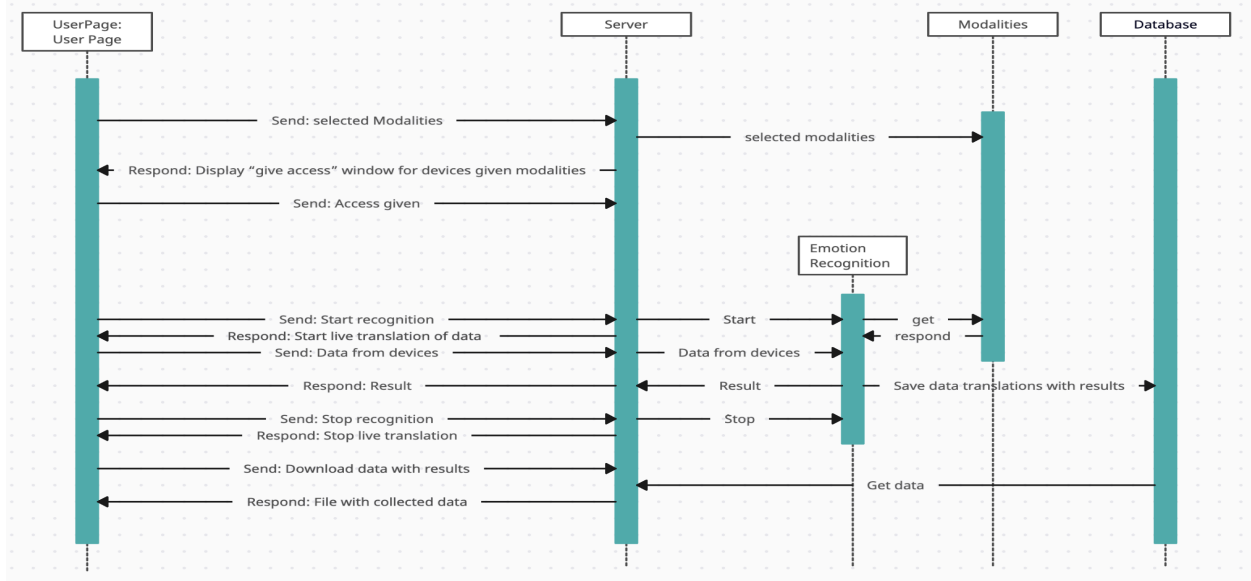 UserPage:
User Page
Server
Modalities
Database
Send: selected Modalities
selected modalities
Respond: Display “give access” window for devices given modalities
Send: Access given
Emotion
Recognition
Send: Start recognition
Start
get
Respond: Start live translation of data
respond
Send: Data from devices
Data from devices
Respond: Result
Result
Save data translations with results
Send: Stop recognition
Stop
Respond: Stop live translation
Send: Download data with results
Get data
Respond: File with collected data